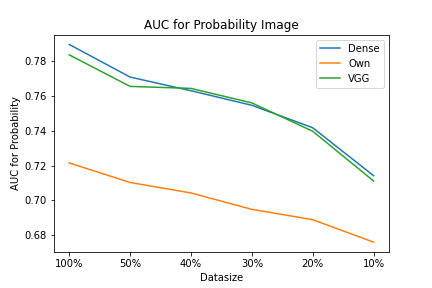 AUC for Probability Image
AUC for Probability
0.78
0.76
0.74
0.72
0.70
0.68
Dense
Own
VGG
100%
50%
40%
30%
20%
10%
Datasize